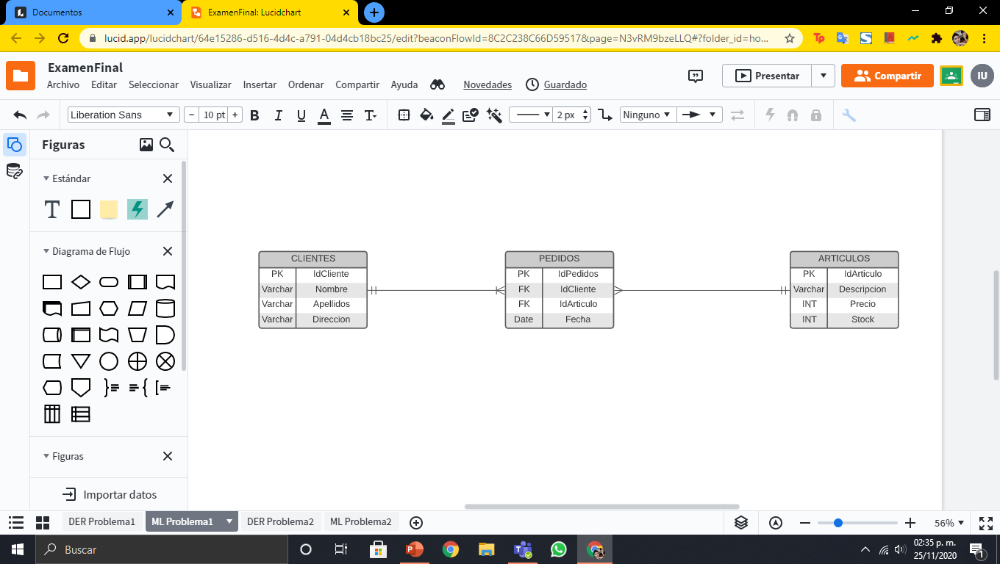 Documentos
ExamenFinal: Lucidchart
lucid.app/lucidchart/64e15286-d516-4d4c-a791-04d4cb18bc25/edit?beaconFlowId=8C2C238C66D59517&page=N3vRM9bzeLLQ#?folder_id=ho...
ExamenFinal
Archivo Editar Seleccionar Visualizar Insertar Ordenar Compartir Ayuda Novedades Guardado
Presentar
Compartir
IU
Liberation Sans
10 pt
B I U A T
2 px
Ninguno
Figuras
Estándar
T
Diagrama de Flujo
Figuras
Importar datos
CLIENTES
PK IdCliente
Varchar Nombre
Varchar Apellidos
Varchar Direccion
PEDIDOS
PK IdPedidos
FK IdCliente
FK IdArticulo
Date Fecha
ARTICULOS
PK IdArticulo
Varchar Descripcion
INT Precio
INT Stock
DER Problema1 ML Problema1 DER Problema2 ML Problema2
56%
Buscar
02:35 p. m.
25/11/2020
1